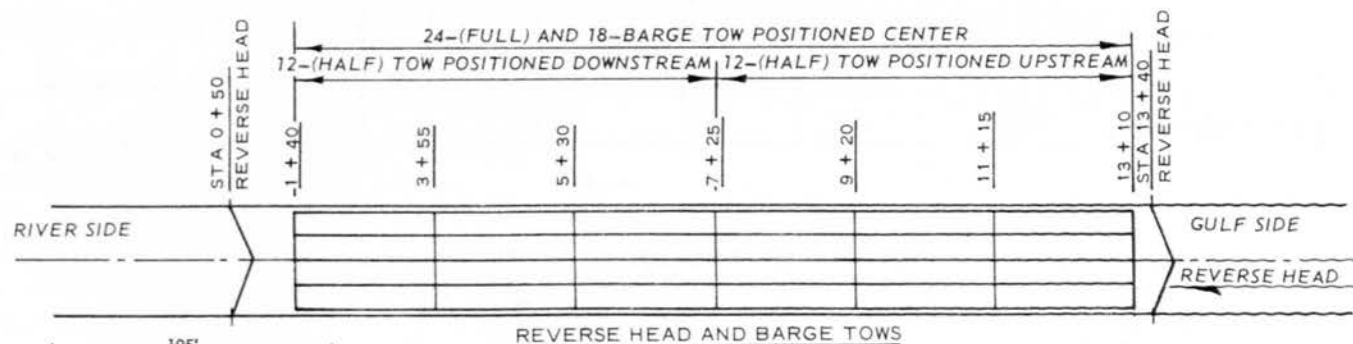 24-(FULL) AND 18-BARGE TOW POSITIONED CENTER
12-(HALF) TOW POSITIONED DOWNSTREAM
12-(HALF) TOW POSITIONED UPSTREAM
STA 0 + 50
REVERSE HEAD
-1 + 40
3 + 55
5 + 30
-7 + 25
9 + 20
11 + 15
13 + 10
STA 13 + 40
REVERSE HEAD
RIVER SIDE
GULF SIDE
REVERSE HEAD
REVERSE HEAD AND BARGE TOWS
105'